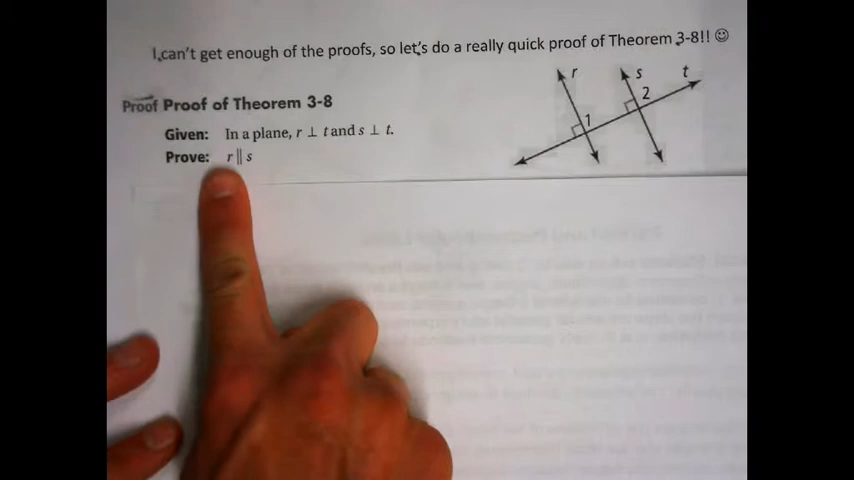 I can't get enough of the proofs, so let's do a really quick proof of Theorem 3-8!! ☺
Proof Proof of Theorem 3-8
Given: In a plane, r ⊥ t and s ⊥ t.
Prove: r || s
r s t
1 2